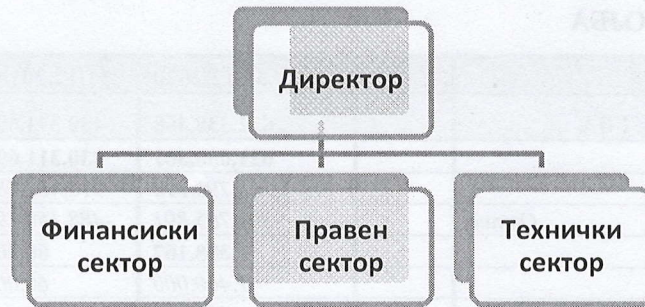 Директор
Финансиски
сектор
Правен
сектор
Технички
сектор